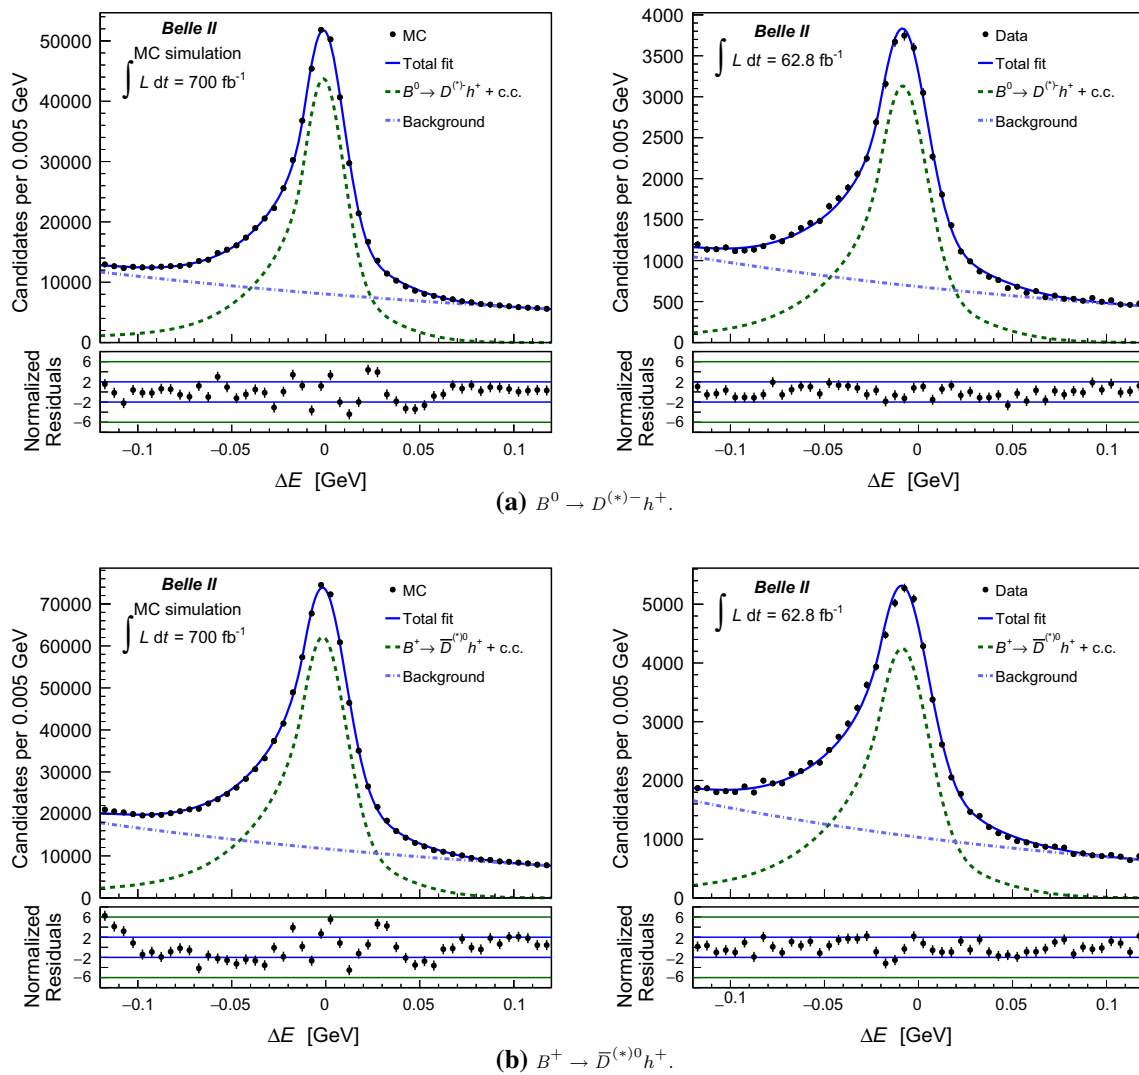 Belle II
MC simulation
∫ L dt = 700 fb⁻¹
MC
Total fit
B⁰→ D⁽*⁾⁻h⁺ + c.c.
Background
Candidates per 0.005 GeV
50000
40000
30000
20000
10000
0
Normalized
Residuals
6
2
−2
−6
−0.1
−0.05
0
0.05
0.1
ΔE [GeV]
Belle II
∫ L dt = 62.8 fb⁻¹
Data
Total fit
B⁰→ D⁽*⁾⁻h⁺ + c.c.
Background
Candidates per 0.005 GeV
4000
3500
3000
2500
2000
1500
1000
500
0
Normalized
Residuals
6
2
−2
−6
−0.1
−0.05
0
0.05
0.1
ΔE [GeV]
(a) B⁰ → D⁽*⁾⁻h⁺.
Belle II
MC simulation
∫ L dt = 700 fb⁻¹
MC
Total fit
B⁺→ D̅⁽*⁾⁰h⁺ + c.c.
Background
Candidates per 0.005 GeV
70000
60000
50000
40000
30000
20000
10000
0
Normalized
Residuals
6
2
−2
−6
−0.1
−0.05
0
0.05
0.1
ΔE [GeV]
Belle II
∫ L dt = 62.8 fb⁻¹
Data
Total fit
B⁺→ D̅⁽*⁾⁰h⁺ + c.c.
Background
Candidates per 0.005 GeV
5000
4000
3000
2000
1000
0
Normalized
Residuals
6
2
−2
−6
−0.1
−0.05
0
0.05
0.1
ΔE [GeV]
(b) B⁺ → D̅⁽*⁾⁰h⁺.